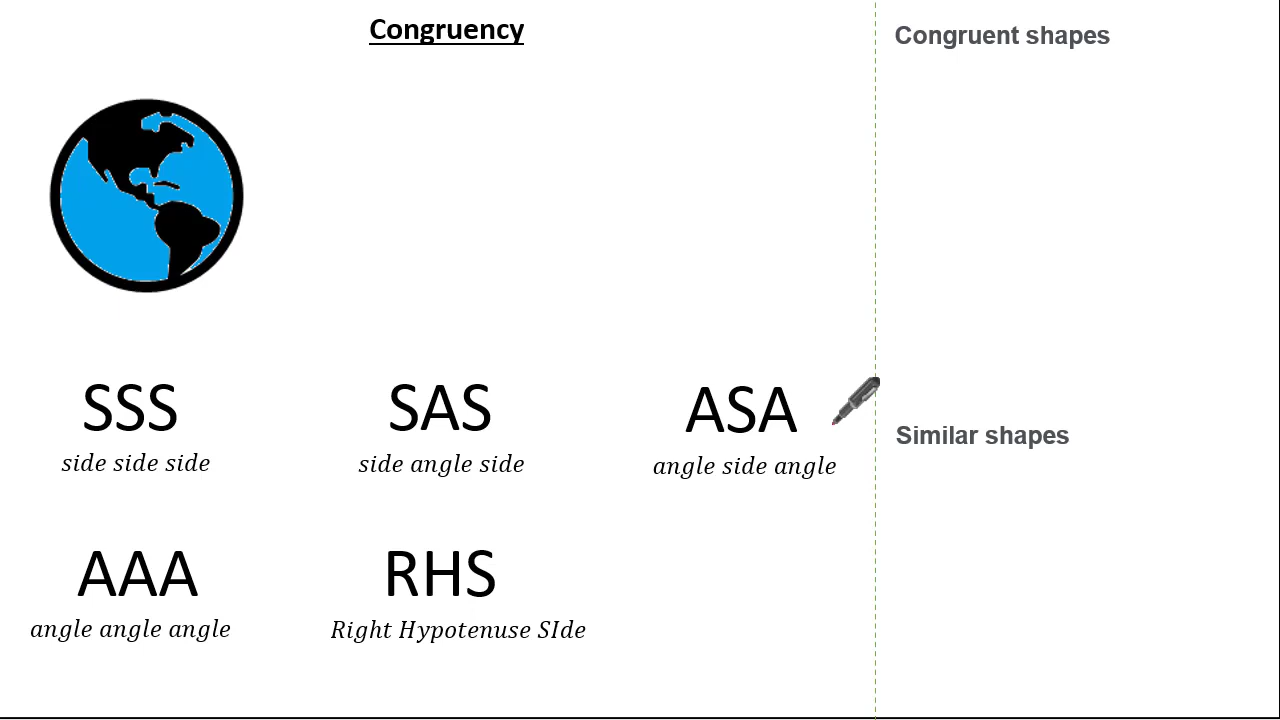 Congruency
SSS
side side side
SAS
side angle side
ASA
angle side angle
AAA
angle angle angle
RHS
Right Hypotenuse SIde
Congruent shapes
Similar shapes